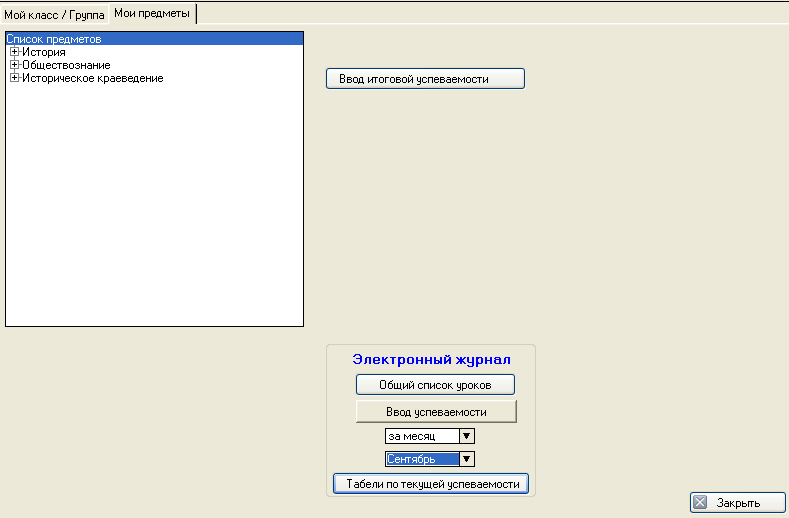 Мой класс / Группа
Мои предметы
Список предметов
История
Обществознание
Историческое краеведение
Ввод итоговой успеваемости
Электронный журнал
Общий список уроков
Ввод успеваемости
за месяц
Сентябрь
Табели по текущей успеваемости
Закрыть